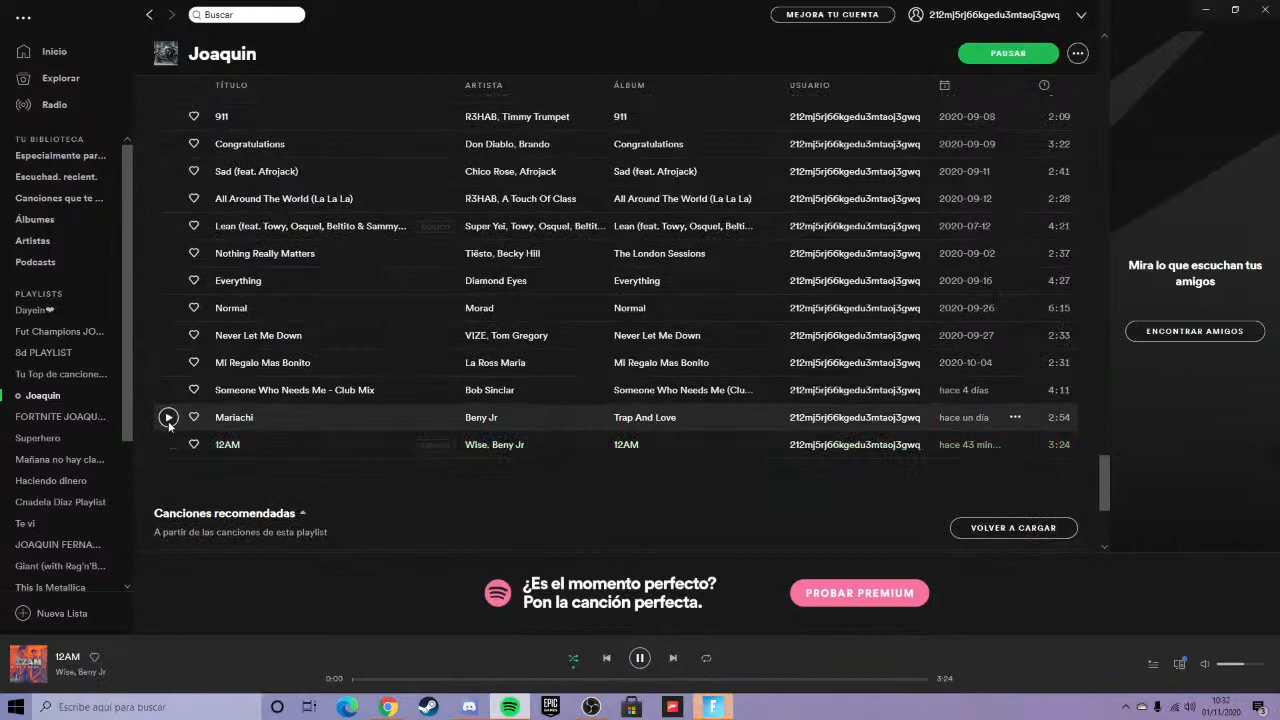 Buscar
MEJORA TU CUENTA
212mj5rj66kgedu3mtaoj3gwq
Inicio
Explorar
Radio
TU BIBLIOTECA
Especialmente par...
Escuchad. recient.
Canciones que te ...
Álbumes
Artistas
Podcasts
PLAYLISTS
Dayein❤
Fut Champions JO...
8d PLAYLIST
Tu Top de cancione...
Joaquin
FORTNITE JOAQU...
Superhero
Mañana no hay cla...
Haciendo dinero
Cnadela Díaz Playlist
Te vi
JOAQUIN FERNA...
Giant (with Rag'n'B...
This Is Metallica
Nueva Lista
Joaquin
PAUSAR
TÍTULO ARTISTA ÁLBUM USUARIO
911 R3HAB, Timmy Trumpet 911 212mj5rj66kgedu3mtaoj3gwq 2020-09-08 2:09
Congratulations Don Diablo, Brando Congratulations 212mj5rj66kgedu3mtaoj3gwq 2020-09-09 3:22
Sad (feat. Afrojack) Chico Rose, Afrojack Sad (feat. Afrojack) 212mj5rj66kgedu3mtaoj3gwq 2020-09-11 2:41
All Around The World (La La La) R3HAB, A Touch Of Class All Around The World (La La La) 212mj5rj66kgedu3mtaoj3gwq 2020-09-12 2:28
Lean (feat. Towy, Osquel, Beltito & Sammy... Super Yei, Towy, Osquel, Beltit... Lean (feat. Towy, Osquel, Belti... 212mj5rj66kgedu3mtaoj3gwq 2020-07-12 4:21
Nothing Really Matters Tiësto, Becky Hill The London Sessions 212mj5rj66kgedu3mtaoj3gwq 2020-09-02 2:37
Everything Diamond Eyes Everything 212mj5rj66kgedu3mtaoj3gwq 2020-09-16 4:27
Normal Morad Normal 212mj5rj66kgedu3mtaoj3gwq 2020-09-26 6:15
Never Let Me Down VIZE, Tom Gregory Never Let Me Down 212mj5rj66kgedu3mtaoj3gwq 2020-09-27 2:33
Mi Regalo Mas Bonito La Ross Maria Mi Regalo Mas Bonito 212mj5rj66kgedu3mtaoj3gwq 2020-10-04 2:31
Someone Who Needs Me - Club Mix Bob Sinclar Someone Who Needs Me (Clu... 212mj5rj66kgedu3mtaoj3gwq hace 4 días 4:11
Mariachi Beny Jr Trap And Love 212mj5rj66kgedu3mtaoj3gwq hace un día ... 2:54
12AM Wise, Beny Jr 12AM 212mj5rj66kgedu3mtaoj3gwq hace 43 min... 3:24
Canciones recomendadas
A partir de las canciones de esta playlist
VOLVER A CARGAR
Mira lo que escuchan tus
amigos
ENCONTRAR AMIGOS
¿Es el momento perfecto?
Pon la canción perfecta.
PROBAR PREMIUM
12AM
Wise, Beny Jr
0:00
3:24
Escribe aquí para buscar
EPIC
GAMES
10:32
01/11/2020